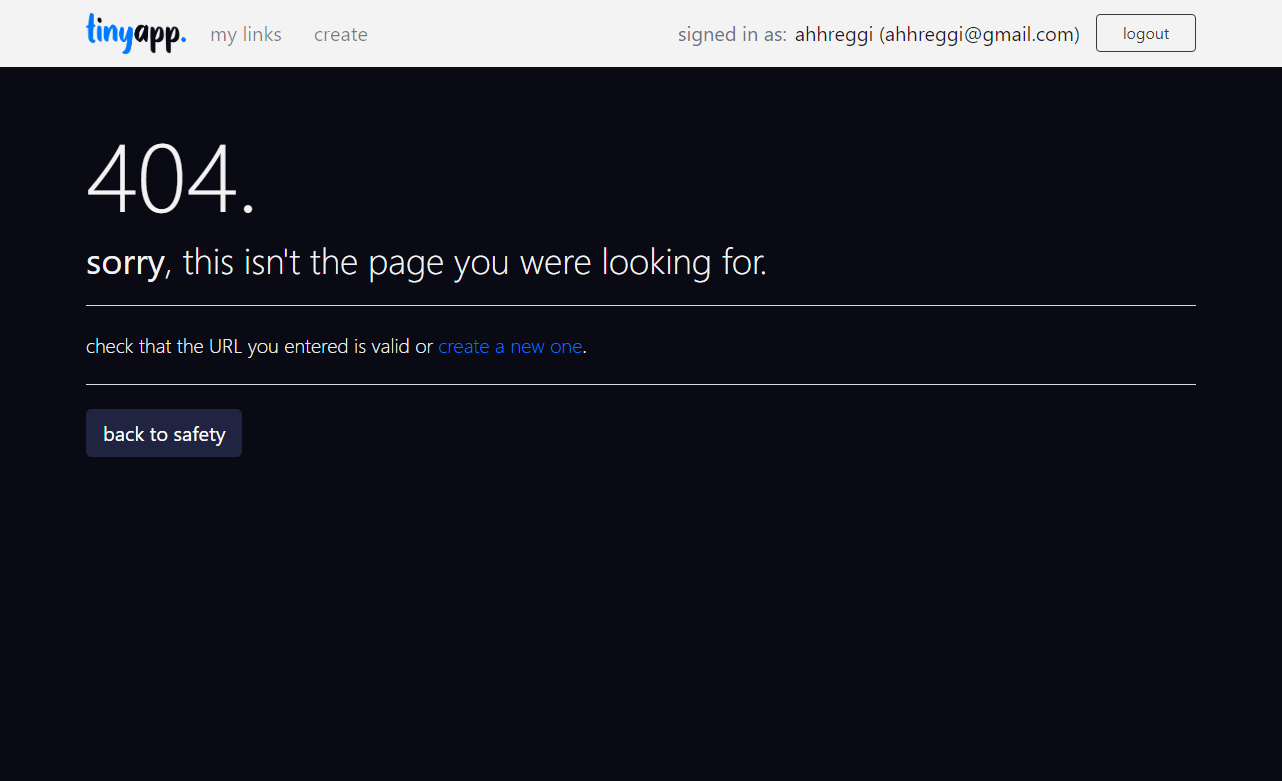 tinyapp. my links create signed in as: ahhreggi (ahhreggi@gmail.com) logout
404.
sorry, this isn't the page you were looking for.
check that the URL you entered is valid or create a new one.
back to safety